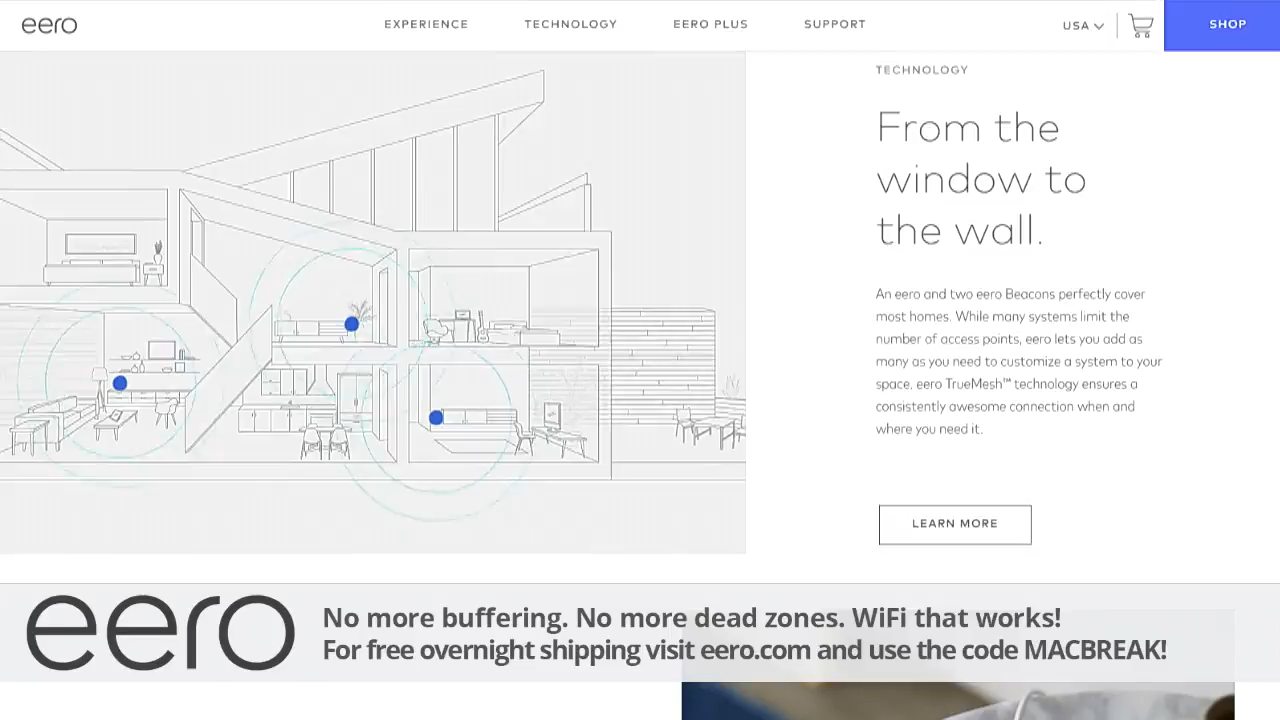 eero
EXPERIENCE TECHNOLOGY EERO PLUS SUPPORT USA SHOP
TECHNOLOGY
From the
window to
the wall.
An eero and two eero Beacons perfectly cover
most homes. While many systems limit the
number of access points, eero lets you add as
many as you need to customize a system to your
space. eero TrueMesh™ technology ensures a
consistently awesome connection when and
where you need it.
LEARN MORE
eero
No more buffering. No more dead zones. WiFi that works!
For free overnight shipping visit eero.com and use the code MACBREAK!